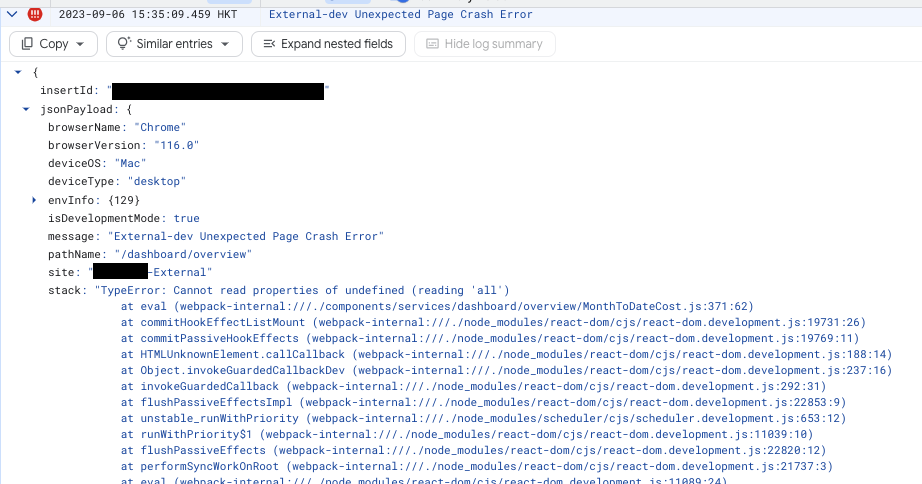 2023-09-06 15:35:09.459 HKT External-dev Unexpected Page Crash Error
Copy Similar entries Expand nested fields Hide log summary
{
insertId: "
"
jsonPayload: {
browserName: "Chrome"
browserVersion: "116.0"
deviceOS: "Mac"
deviceType: "desktop"
envInfo: {129}
isDevelopmentMode: true
message: "External-dev Unexpected Page Crash Error"
pathName: "/dashboard/overview"
site: "
-External"
stack: "TypeError: Cannot read properties of undefined (reading 'all')
at eval (webpack-internal:///./components/services/dashboard/overview/MonthToDateCost.js:371:62)
at commitHookEffectListMount (webpack-internal:///./node_modules/react-dom/cjs/react-dom.development.js:19731:26)
at commitPassiveHookEffects (webpack-internal:///./node_modules/react-dom/cjs/react-dom.development.js:19769:11)
at HTMLUnknownElement.callCallback (webpack-internal:///./node_modules/react-dom/cjs/react-dom.development.js:188:14)
at Object.invokeGuardedCallbackDev (webpack-internal:///./node_modules/react-dom/cjs/react-dom.development.js:237:16)
at invokeGuardedCallback (webpack-internal:///./node_modules/react-dom/cjs/react-dom.development.js:292:31)
at flushPassiveEffectsImpl (webpack-internal:///./node_modules/react-dom/cjs/react-dom.development.js:22853:9)
at unstable_runWithPriority (webpack-internal:///./node_modules/scheduler/cjs/scheduler.development.js:653:12)
at runWithPriority$1 (webpack-internal:///./node_modules/react-dom/cjs/react-dom.development.js:11039:10)
at flushPassiveEffects (webpack-internal:///./node_modules/react-dom/cjs/react-dom.development.js:22820:12)
at performSyncWorkOnRoot (webpack-internal:///./node_modules/react-dom/cjs/react-dom.development.js:21737:3)
at eval (webpack-internal:///./node_modules/react-dom/cjs/react-dom.development.js:11089:24)